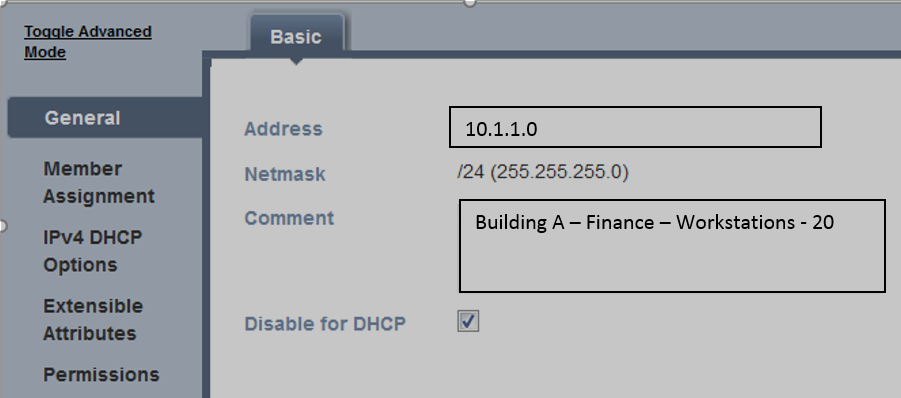 Toggle Advanced
Mode
Basic
General
Member
Assignment
IPv4 DHCP
Options
Extensible
Attributes
Permissions
Address
10.1.1.0
Netmask
/24 (255.255.255.0)
Comment
Building A – Finance – Workstations - 20
Disable for DHCP